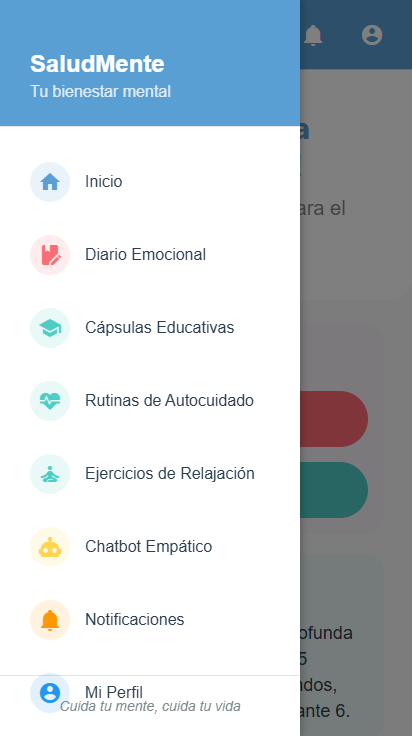 SaludMente
Tu bienestar mental
a
ara el
Inicio
Diario Emocional
Cápsulas Educativas
Rutinas de Autocuidado
Ejercicios de Relajación
Chatbot Empático
Notificaciones
ofunda
5
Mi Perfil
ndos,
Cuida tu mente, cuida tu vida
ante 6.